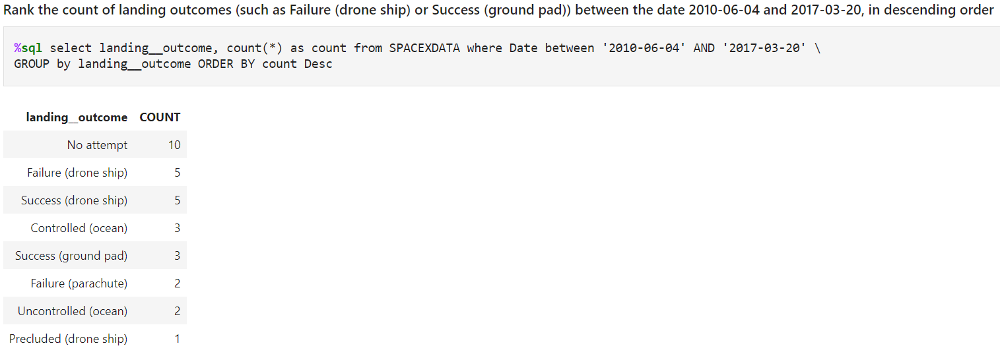 Rank the count of landing outcomes (such as Failure (drone ship) or Success (ground pad)) between the date 2010-06-04 and 2017-03-20, in descending order
%sql select landing__outcome, count(*) as count from SPACEXDATA where Date between '2010-06-04' AND '2017-03-20' \
GROUP by landing__outcome ORDER BY count Desc
landing__outcome COUNT
No attempt 10
Failure (drone ship) 5
Success (drone ship) 5
Controlled (ocean) 3
Success (ground pad) 3
Failure (parachute) 2
Uncontrolled (ocean) 2
Precluded (drone ship) 1